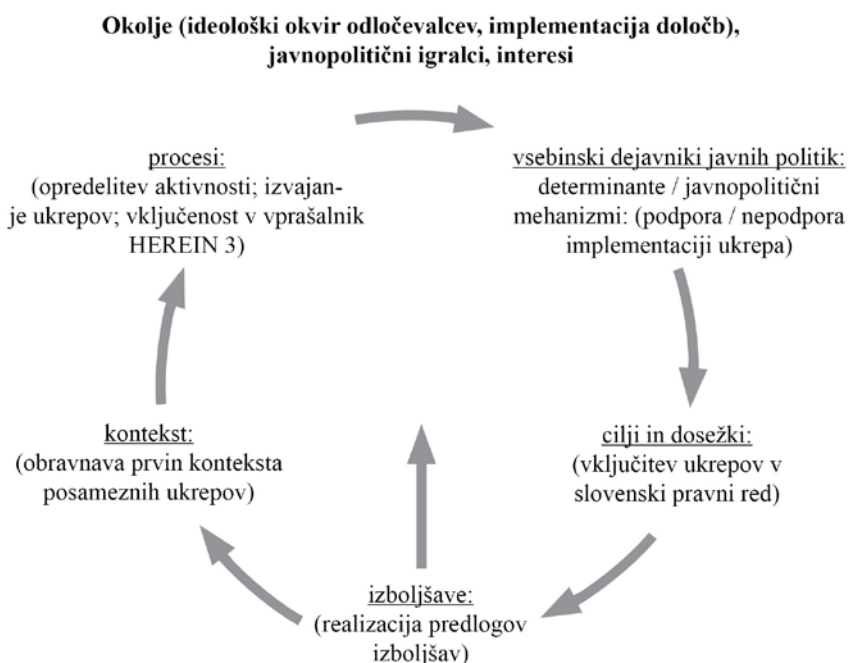 Okolje (ideološki okvir odločevalcev, implementacija določb),
javnopolitični igralci, interesi
procesi:
(opredelitev aktivnosti; izvajan-
je ukrepov; vključenost v vprašalnik
HEREIN 3)
vsebinski dejavniki javnih politik:
determinante / javnopolitični
mehanizmi: (podpora / nepodpora
implementaciji ukrepa)
kontekst:
(obravnava prvin konteksta
posameznih ukrepov)
cilji in dosežki:
(vključitev ukrepov v
slovenski pravni red)
izboljšave:
(realizacija predlogov
izboljšav)